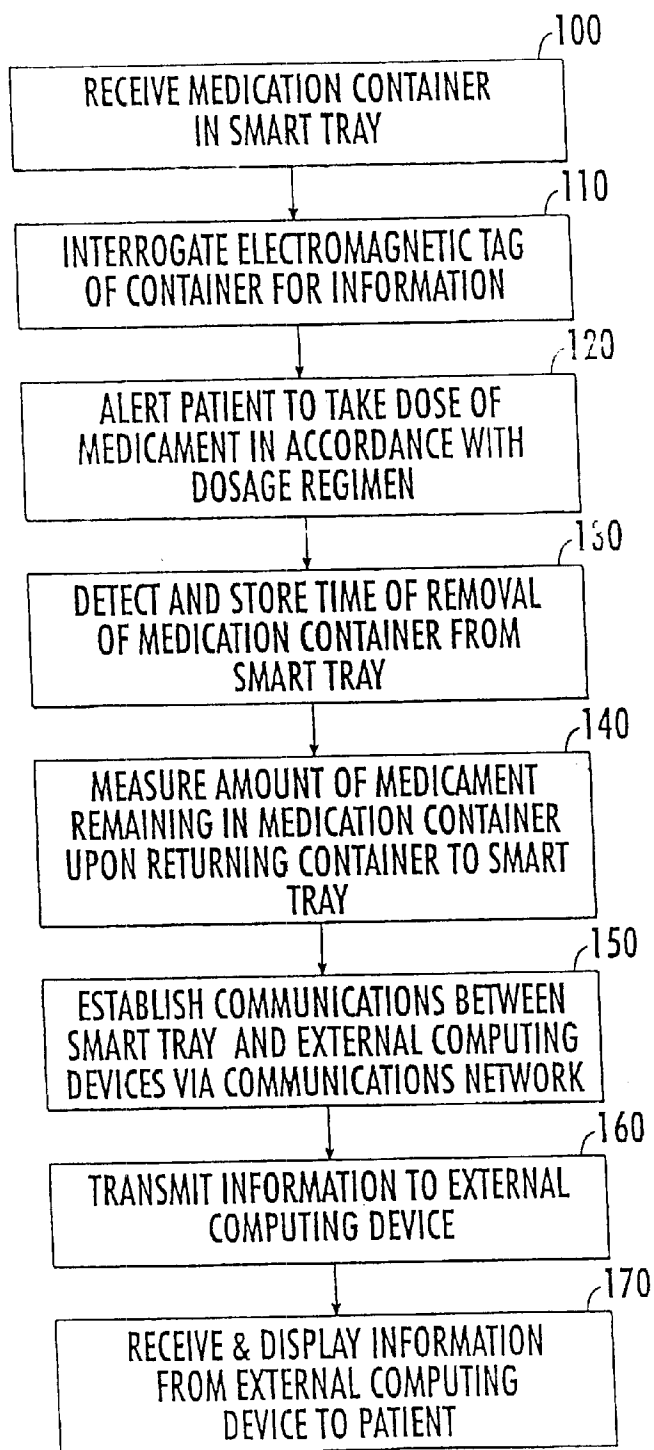 100
RECEIVE MEDICATION CONTAINER
IN SMART TRAY
110
INTERROGATE ELECTROMAGNETIC TAG
OF CONTAINER FOR INFORMATION
120
ALERT PATIENT TO TAKE DOSE OF
MEDICAMENT IN ACCORDANCE WITH
DOSAGE REGIMEN
130
DETECT AND STORE TIME OF REMOVAL
OF MEDICATION CONTAINER FROM
SMART TRAY
140
MEASURE AMOUNT OF MEDICAMENT
REMAINING IN MEDICATION CONTAINER
UPON RETURNING CONTAINER TO SMART
TRAY
150
ESTABLISH COMMUNICATIONS BETWEEN
SMART TRAY AND EXTERNAL COMPUTING
DEVICES VIA COMMUNICATIONS NETWORK
160
TRANSMIT INFORMATION TO EXTERNAL
COMPUTING DEVICE
170
RECEIVE & DISPLAY INFORMATION
FROM EXTERNAL COMPUTING
DEVICE TO PATIENT